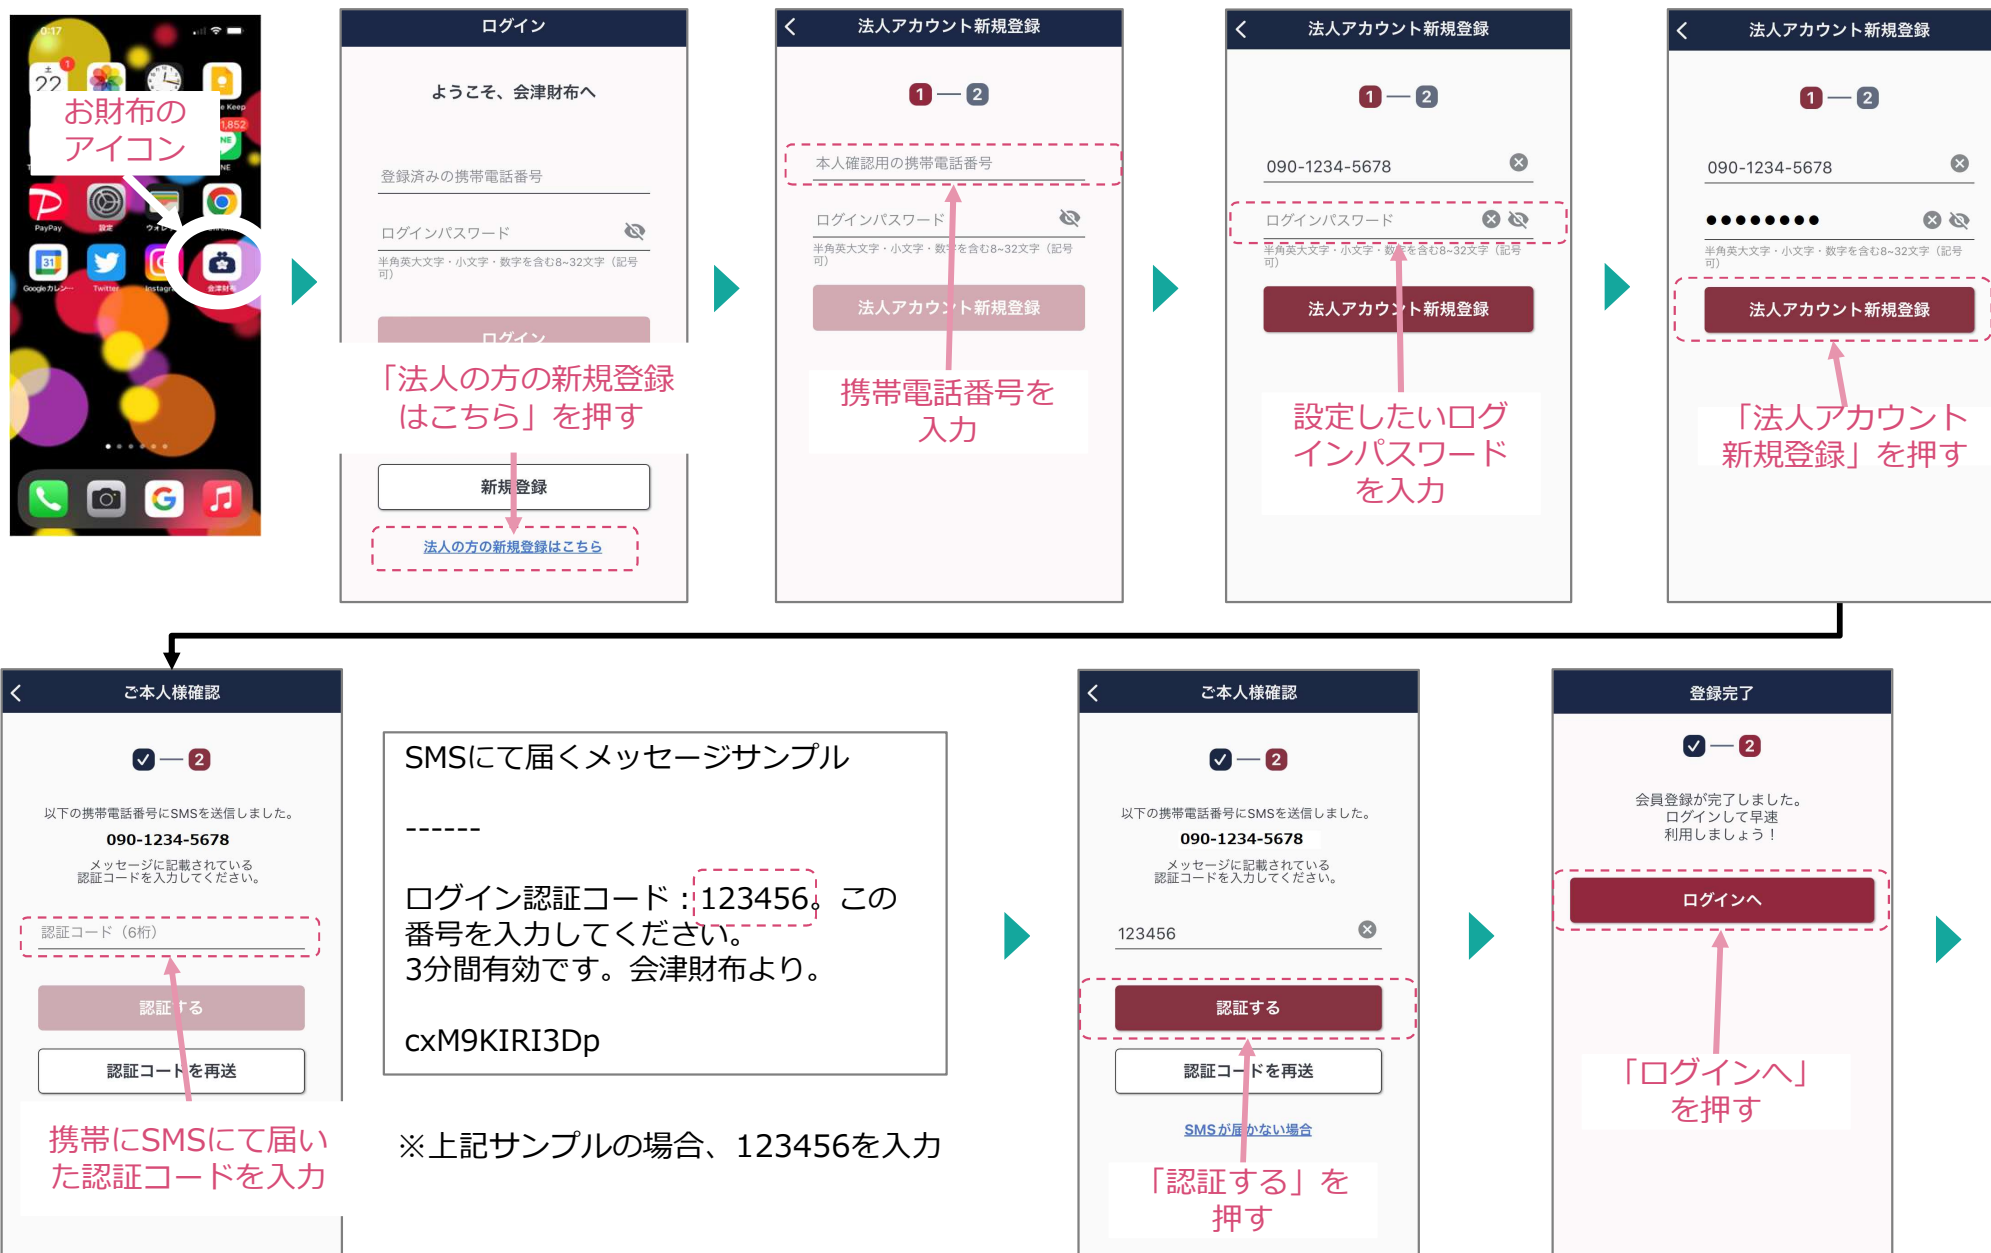 0:17
土
22
1
Keep
1,852
NE
お財布の
アイコン
PayPay
設定
31
Googleカレン…
Twitter
Instagr
会津財布
ログイン
ようこそ、会津財布へ
登録済みの携帯電話番号
ログインパスワード
半角英大文字・小文字・数字を含む8~32文字（記号
可）
ログイン
「法人の方の新規登録
はこちら」を押す
新規登録
法人の方の新規登録はこちら
法人アカウント新規登録
1 — 2
本人確認用の携帯電話番号
ログインパスワード
半角英大文字・小文字・数字を含む8~32文字（記号
可）
法人アカウント新規登録
携帯電話番号を
入力
法人アカウント新規登録
1 — 2
090-1234-5678
ログインパスワード
半角英大文字・小文字・数字を含む8~32文字（記号
可）
法人アカウント新規登録
設定したいログ
インパスワード
を入力
法人アカウント新規登録
1 — 2
090-1234-5678
●●●●●●●●
半角英大文字・小文字・数字を含む8~32文字（記号
可）
法人アカウント新規登録
「法人アカウント
新規登録」を押す
ご本人様確認
2
以下の携帯電話番号にSMSを送信しました。
090-1234-5678
メッセージに記載されている
認証コードを入力してください。
認証コード（6桁）
認証する
認証コードを再送
携帯にSMSにて届い
た認証コードを入力
SMSにて届くメッセージサンプル
------
ログイン認証コード：123456。この
番号を入力してください。
3分間有効です。会津財布より。
cxM9KIRI3Dp
※上記サンプルの場合、123456を入力
ご本人様確認
2
以下の携帯電話番号にSMSを送信しました。
090-1234-5678
メッセージに記載されている
認証コードを入力してください。
123456
認証する
認証コードを再送
SMSが届かない場合
「認証する」を
押す
登録完了
2
会員登録が完了しました。
ログインして早速
利用しましょう！
ログインへ
「ログインへ」
を押す